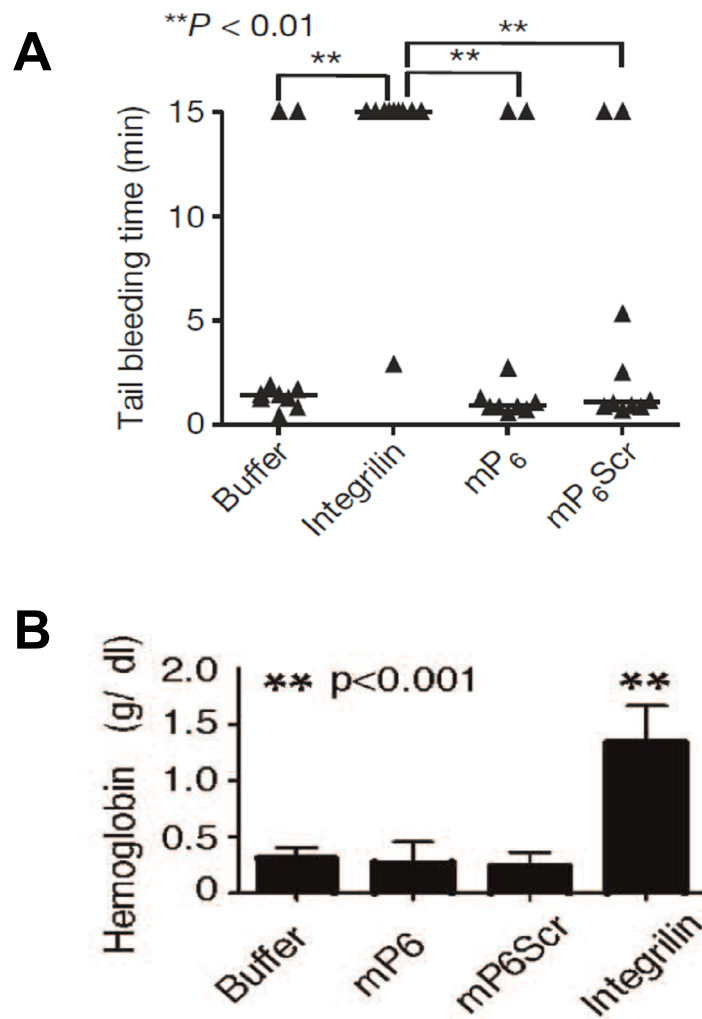 A
**P < 0.01
**
**
**
Tail bleeding time (min)
15
10
5
0
Buffer
Integrilin
mP6
mP6Scr
B
Hemoglobin (g/ dl)
2.0
1.5
1.0
0.5
0
** p<0.001
**
Buffer
mP6
mP6Scr
Integrilin